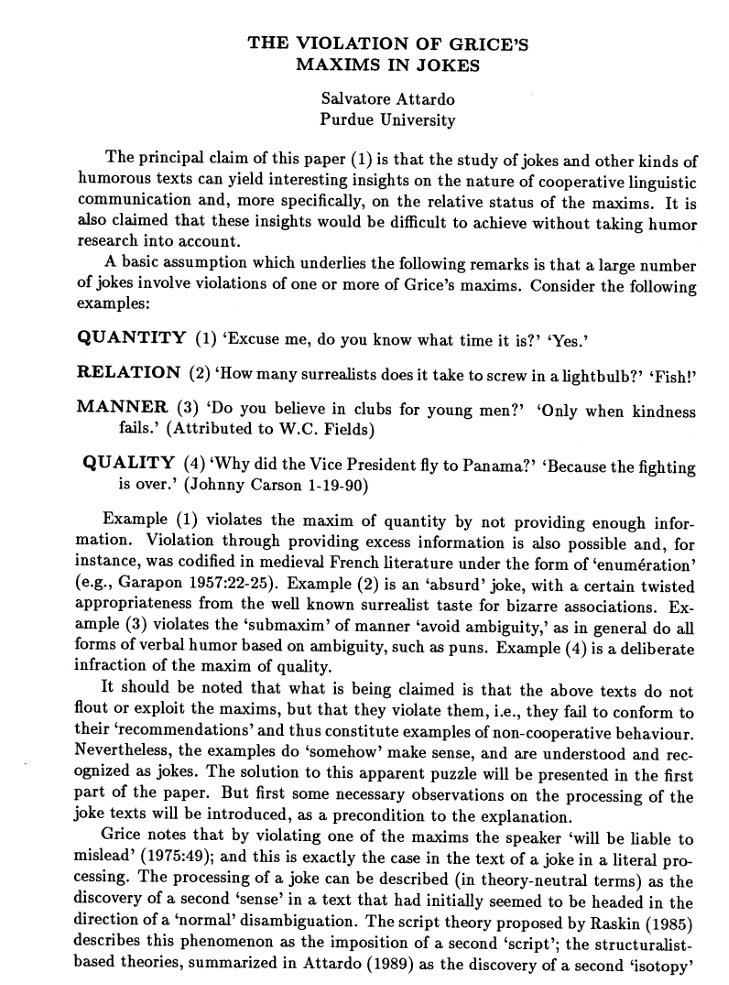 THE VIOLATION OF GRICE'S
MAXIMS IN JOKES
Salvatore Attardo
Purdue University
The principal claim of this paper (1) is that the study of jokes and other kinds of
humorous texts can yield interesting insights on the nature of cooperative linguistic
communication and, more specifically, on the relative status of the maxims. It is
also claimed that these insights would be difficult to achieve without taking humor
research into account.
A basic assumption which underlies the following remarks is that a large number
of jokes involve violations of one or more of Grice's maxims. Consider the following
examples:
QUANTITY (1) 'Excuse me, do you know what time it is?' 'Yes.'
RELATION (2) 'How many surrealists does it take to screw in a lightbulb?' 'Fish!'
MANNER (3) 'Do you believe in clubs for young men?' 'Only when kindness
fails.' (Attributed to W.C. Fields)
QUALITY (4) 'Why did the Vice President fly to Panama?' 'Because the fighting
is over.' (Johnny Carson 1-19-90)
Example (1) violates the maxim of quantity by not providing enough infor-
mation. Violation through providing excess information is also possible and, for
instance, was codified in medieval French literature under the form of 'enumération'
(e.g., Garapon 1957:22-25). Example (2) is an 'absurd' joke, with a certain twisted
appropriateness from the well known surrealist taste for bizarre associations. Ex-
ample (3) violates the 'submaxim' of manner 'avoid ambiguity,' as in general do all
forms of verbal humor based on ambiguity, such as puns. Example (4) is a deliberate
infraction of the maxim of quality.
It should be noted that what is being claimed is that the above texts do not
flout or exploit the maxims, but that they violate them, i.e., they fail to conform to
their 'recommendations' and thus constitute examples of non-cooperative behaviour.
Nevertheless, the examples do 'somehow' make sense, and are understood and rec-
ognized as jokes. The solution to this apparent puzzle will be presented in the first
part of the paper. But first some necessary observations on the processing of the
joke texts will be introduced, as a precondition to the explanation.
Grice notes that by violating one of the maxims the speaker 'will be liable to
mislead' (1975:49); and this is exactly the case in the text of a joke in a literal pro-
cessing. The processing of a joke can be described (in theory-neutral terms) as the
discovery of a second 'sense' in a text that had initially seemed to be headed in the
direction of a 'normal' disambiguation. The script theory proposed by Raskin (1985)
describes this phenomenon as the imposition of a second 'script'; the structuralist-
based theories, summarized in Attardo (1989) as the discovery of a second 'isotopy'